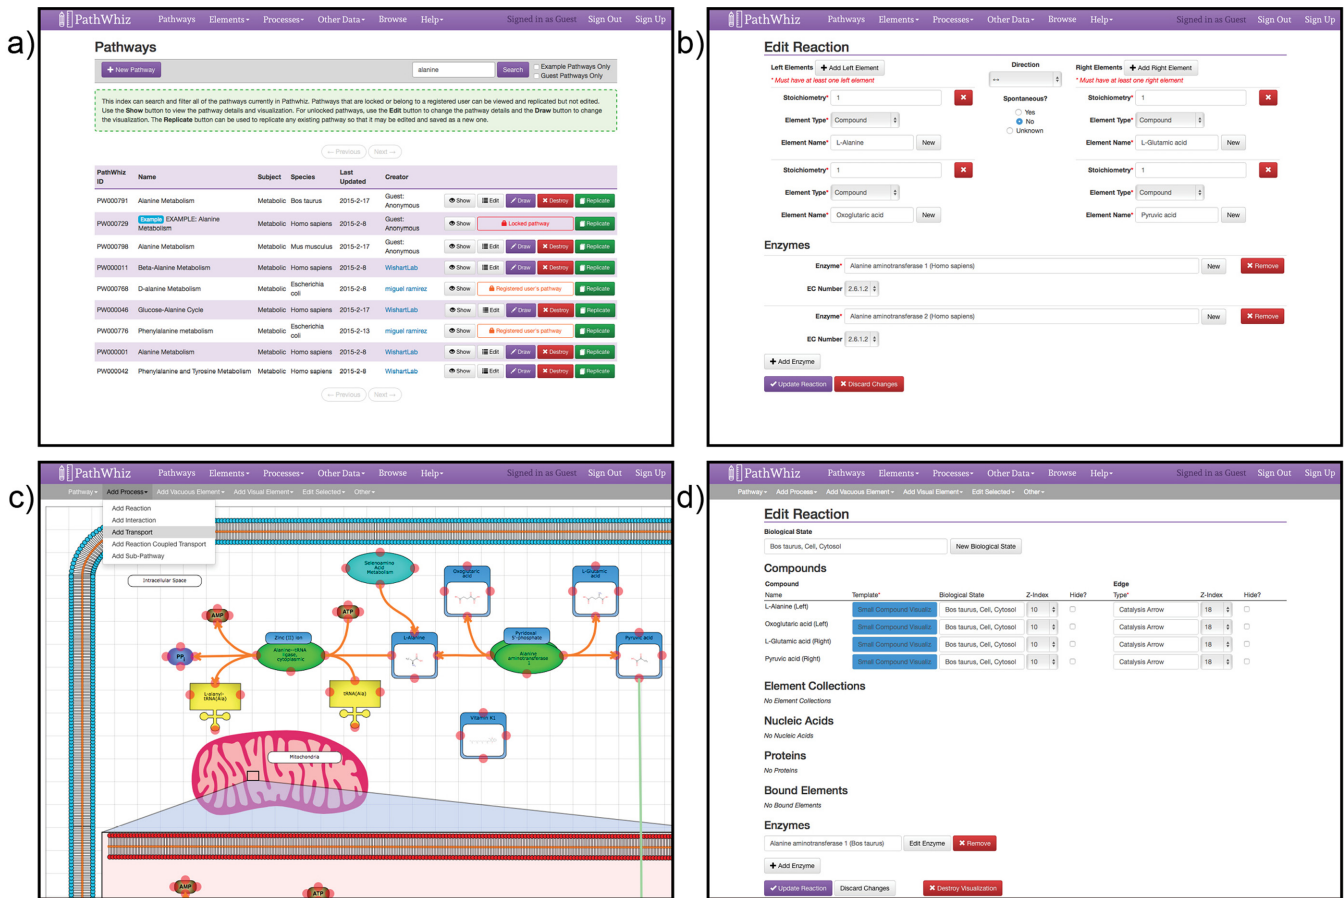 a)
PathWhiz Pathways Elements Processes Other Data Browse Help Signed in as Guest Sign Out Sign Up
Pathways
+ New Pathway alanine Search Example Pathways Only
Guest Pathways Only
This index can search and filter all of the pathways currently in Pathwhiz. Pathways that are locked or belong to a registered user can be viewed and replicated but not edited.
Use the Show button to view the pathway details and visualization. For unlocked pathways, use the Edit button to change the pathway details and the Draw button to change
the visualization. The Replicate button can be used to replicate any existing pathway so that it may be edited and saved as a new one.
← Previous Next →
PathWhiz ID Name Subject Species Last Updated Creator
PW000791 Alanine Metabolism Metabolic Bos taurus 2015-2-17 Guest: Anonymous Show Edit Draw Destroy Replicate
PW000729 Example EXAMPLE: Alanine Metabolism Metabolic Homo sapiens 2015-2-8 Guest: Anonymous Show Locked pathway Replicate
PW000798 Alanine Metabolism Metabolic Mus musculus 2015-2-17 Guest: Anonymous Show Edit Draw Destroy Replicate
PW000011 Beta-Alanine Metabolism Metabolic Homo sapiens 2015-2-8 WishartLab Show Edit Draw Destroy Replicate
PW000768 D-alanine Metabolism Metabolic Escherichia coli 2015-2-8 miguel ramirez Show Registered user's pathway Replicate
PW000046 Glucose-Alanine Cycle Metabolic Homo sapiens 2015-2-17 WishartLab Show Edit Draw Destroy Replicate
PW000776 Phenylalanine metabolism Metabolic Escherichia coli 2015-2-13 miguel ramirez Show Registered user's pathway Replicate
PW000001 Alanine Metabolism Metabolic Homo sapiens 2015-2-8 WishartLab Show Edit Draw Destroy Replicate
PW000042 Phenylalanine and Tyrosine Metabolism Metabolic Homo sapiens 2015-2-8 WishartLab Show Edit Draw Destroy Replicate
← Previous Next →
b)
PathWhiz Pathways Elements Processes Other Data Browse Help Signed in as Guest Sign Out Sign Up
Edit Reaction
Left Elements + Add Left Element Direction Right Elements + Add Right Element
* Must have at least one left element -- * Must have at least one right element
Stoichiometry* 1 Spontaneous? Stoichiometry* 1
Yes
Element Type* Compound No Element Type* Compound
Unknown
Element Name* L-Alanine New Element Name* L-Glutamic acid New
Stoichiometry* 1 Stoichiometry* 1
Element Type* Compound Element Type* Compound
Element Name* Oxoglutaric acid New Element Name* Pyruvic acid New
Enzymes
Enzyme* Alanine aminotransferase 1 (Homo sapiens) New Remove
EC Number 2.6.1.2
Enzyme* Alanine aminotransferase 2 (Homo sapiens) New Remove
EC Number 2.6.1.2
+ Add Enzyme
Update Reaction Discard Changes
c)
PathWhiz Pathways Elements Processes Other Data Browse Help Signed in as Guest Sign Out Sign Up
Pathway Add Process Add Vacuous Element Add Visual Element Edit Selected Other
Add Reaction
Add Interaction
Add Transport
Add Reaction Coupled Transport
Add Sub-Pathway
Intracellular Space
Selenoamino
Acid
Metabolism
Oxoglutaric
acid
L-Glutamic
acid
AMP
ATP
Zinc (II) ion
Alanine-tRNA
ligase,
cytoplasmic
L-Alanine
Pyridoxal
5'-phosphate
Alanine
aminotransferase
1
Pyruvic acid
PPi
L-alanyl-
tRNA(Ala)
tRNA(Ala)
Vitamin K1
Mitochondria
AMP
ATP
d)
PathWhiz Pathways Elements Processes Other Data Browse Help Signed in as Guest Sign Out Sign Up
Pathway Add Process Add Vacuous Element Add Visual Element Edit Selected Other
Edit Reaction
Biological State
Bos taurus, Cell, Cytosol New Biological State
Compounds
Compound Edge
Name Template* Biological State Z-Index Hide? Type* Z-Index Hide?
L-Alanine (Left) Small Compound Visualiz Bos taurus, Cell, Cytosol 10 Catalysis Arrow 18
Oxoglutaric acid (Left) Small Compound Visualiz Bos taurus, Cell, Cytosol 10 Catalysis Arrow 18
L-Glutamic acid (Right) Small Compound Visualiz Bos taurus, Cell, Cytosol 10 Catalysis Arrow 18
Pyruvic acid (Right) Small Compound Visualiz Bos taurus, Cell, Cytosol 10 Catalysis Arrow 18
Element Collections
No Element Collections
Nucleic Acids
No Nucleic Acids
Proteins
No Proteins
Bound Elements
No Bound Elements
Enzymes
Alanine aminotransferase 1 (Bos taurus) Edit Enzyme Remove
+ Add Enzyme
Update Reaction Discard Changes Destroy Visualization